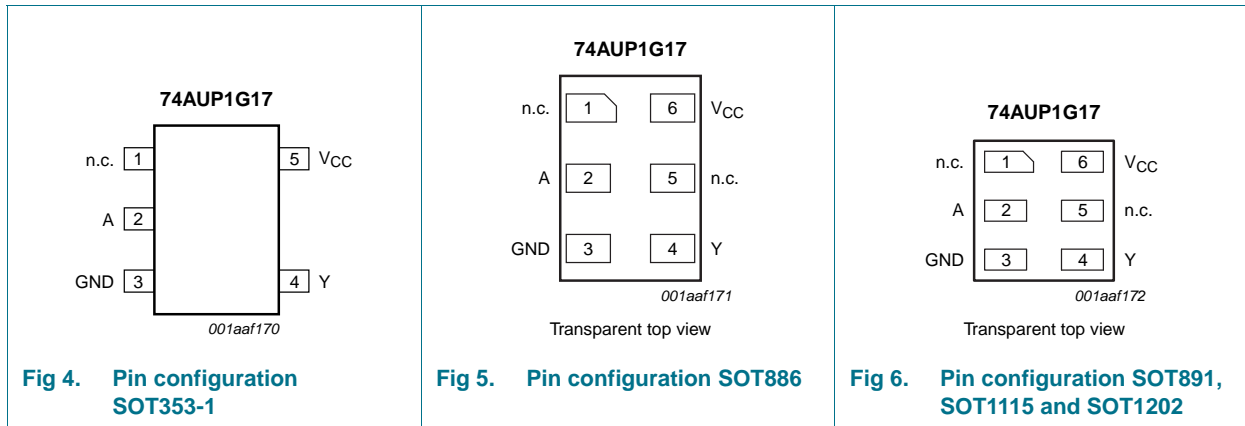 74AUP1G17
n.c. 1
5 VCC
A 2
GND 3
4 Y
001aaf170
Fig 4. Pin configuration
SOT353-1
74AUP1G17
n.c. 1 6 VCC
A 2 5 n.c.
GND 3 4 Y
001aaf171
Transparent top view
Fig 5. Pin configuration SOT886
74AUP1G17
n.c. 1 6 VCC
A 2 5 n.c.
GND 3 4 Y
001aaf172
Transparent top view
Fig 6. Pin configuration SOT891,
SOT1115 and SOT1202